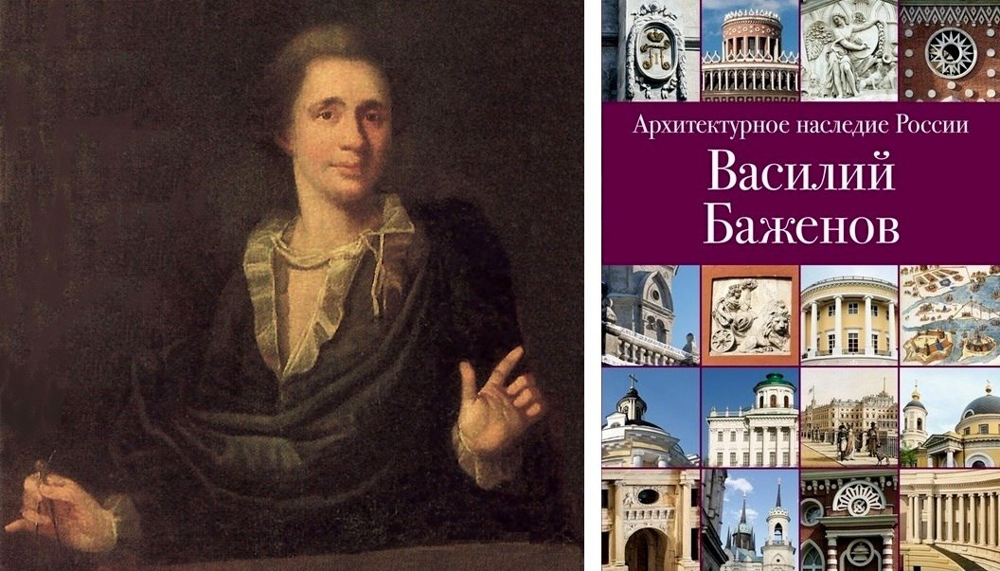 Архитектурное наследие России
Василий
Баженов